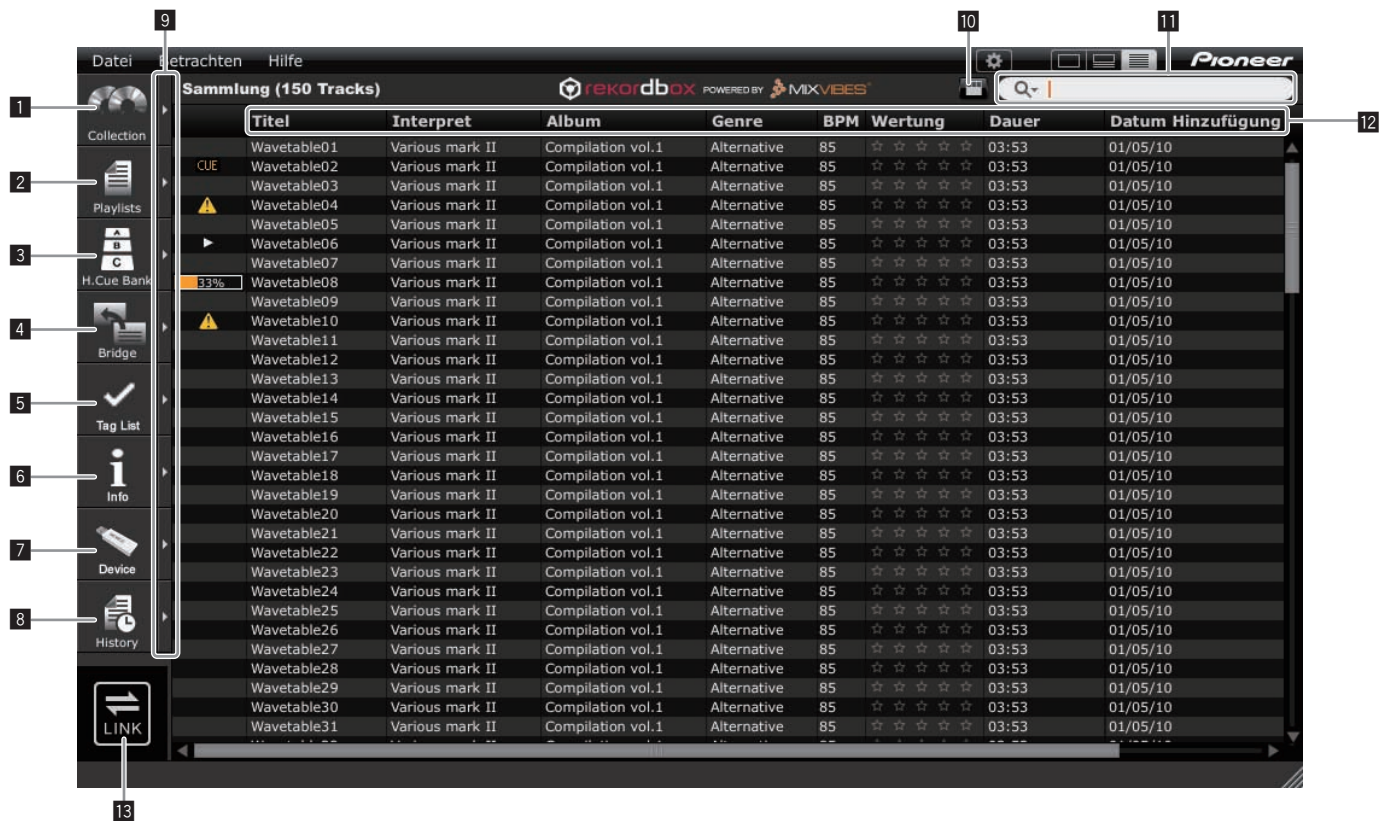 9 10 11
Datei Betrachten Hilfe Pioneer
Sammlung (150 Tracks) rekordbox POWERED BY MIXVIBES
Titel Interpret Album Genre BPM Wertung Dauer Datum Hinzufügung 12
1 Collection
2 Playlists
3 A B C H.Cue Bank
4 Bridge
5 Tag List
6 Info
7 Device
8 History
LINK
13
Wavetable01 Various mark II Compilation vol.1 Alternative 85 ☆☆☆☆☆ 03:53 01/05/10
CUE Wavetable02 Various mark II Compilation vol.1 Alternative 85 ☆☆☆☆☆ 03:53 01/05/10
Wavetable03 Various mark II Compilation vol.1 Alternative 85 ☆☆☆☆☆ 03:53 01/05/10
Wavetable04 Various mark II Compilation vol.1 Alternative 85 ☆☆☆☆☆ 03:53 01/05/10
Wavetable05 Various mark II Compilation vol.1 Alternative 85 ☆☆☆☆☆ 03:53 01/05/10
Wavetable06 Various mark II Compilation vol.1 Alternative 85 ☆☆☆☆☆ 03:53 01/05/10
Wavetable07 Various mark II Compilation vol.1 Alternative 85 ☆☆☆☆☆ 03:53 01/05/10
33% Wavetable08 Various mark II Compilation vol.1 Alternative 85 ☆☆☆☆☆ 03:53 01/05/10
Wavetable09 Various mark II Compilation vol.1 Alternative 85 ☆☆☆☆☆ 03:53 01/05/10
Wavetable10 Various mark II Compilation vol.1 Alternative 85 ☆☆☆☆☆ 03:53 01/05/10
Wavetable11 Various mark II Compilation vol.1 Alternative 85 ☆☆☆☆☆ 03:53 01/05/10
Wavetable12 Various mark II Compilation vol.1 Alternative 85 ☆☆☆☆☆ 03:53 01/05/10
Wavetable13 Various mark II Compilation vol.1 Alternative 85 ☆☆☆☆☆ 03:53 01/05/10
Wavetable14 Various mark II Compilation vol.1 Alternative 85 ☆☆☆☆☆ 03:53 01/05/10
Wavetable15 Various mark II Compilation vol.1 Alternative 85 ☆☆☆☆☆ 03:53 01/05/10
Wavetable16 Various mark II Compilation vol.1 Alternative 85 ☆☆☆☆☆ 03:53 01/05/10
Wavetable17 Various mark II Compilation vol.1 Alternative 85 ☆☆☆☆☆ 03:53 01/05/10
Wavetable18 Various mark II Compilation vol.1 Alternative 85 ☆☆☆☆☆ 03:53 01/05/10
Wavetable19 Various mark II Compilation vol.1 Alternative 85 ☆☆☆☆☆ 03:53 01/05/10
Wavetable20 Various mark II Compilation vol.1 Alternative 85 ☆☆☆☆☆ 03:53 01/05/10
Wavetable21 Various mark II Compilation vol.1 Alternative 85 ☆☆☆☆☆ 03:53 01/05/10
Wavetable22 Various mark II Compilation vol.1 Alternative 85 ☆☆☆☆☆ 03:53 01/05/10
Wavetable23 Various mark II Compilation vol.1 Alternative 85 ☆☆☆☆☆ 03:53 01/05/10
Wavetable24 Various mark II Compilation vol.1 Alternative 85 ☆☆☆☆☆ 03:53 01/05/10
Wavetable25 Various mark II Compilation vol.1 Alternative 85 ☆☆☆☆☆ 03:53 01/05/10
Wavetable26 Various mark II Compilation vol.1 Alternative 85 ☆☆☆☆☆ 03:53 01/05/10
Wavetable27 Various mark II Compilation vol.1 Alternative 85 ☆☆☆☆☆ 03:53 01/05/10
Wavetable28 Various mark II Compilation vol.1 Alternative 85 ☆☆☆☆☆ 03:53 01/05/10
Wavetable29 Various mark II Compilation vol.1 Alternative 85 ☆☆☆☆☆ 03:53 01/05/10
Wavetable30 Various mark II Compilation vol.1 Alternative 85 ☆☆☆☆☆ 03:53 01/05/10
Wavetable31 Various mark II Compilation vol.1 Alternative 85 ☆☆☆☆☆ 03:53 01/05/10